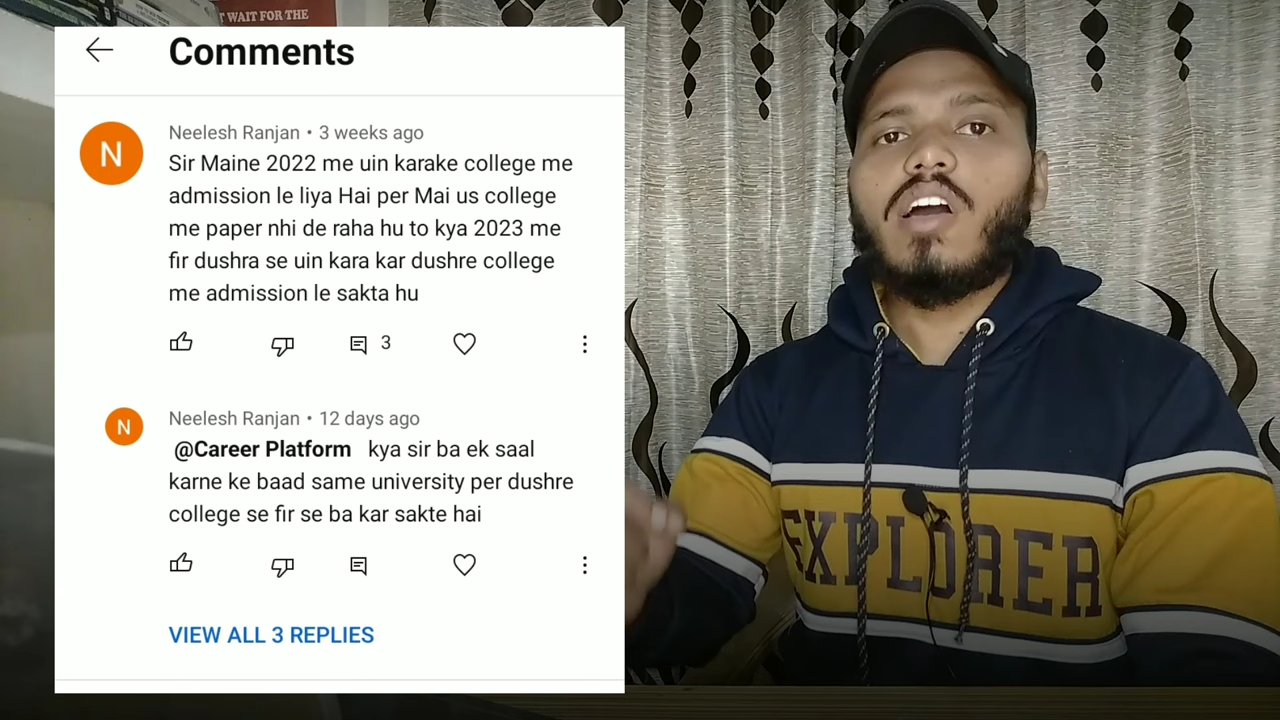 T WAIT FOR THE
Comments
Neelesh Ranjan • 3 weeks ago
N
Sir Maine 2022 me uin karake college me
admission le liya Hai per Mai us college
me paper nhi de raha hu to kya 2023 me
fir dushra se uin kara kar dushre college
me admission le sakta hu
3
Neelesh Ranjan • 12 days ago
N
@Career Platform kya sir ba ek saal
karne ke baad same university per dushre
college se fir se ba kar sakte hai
VIEW ALL 3 REPLIES
EXPLORER